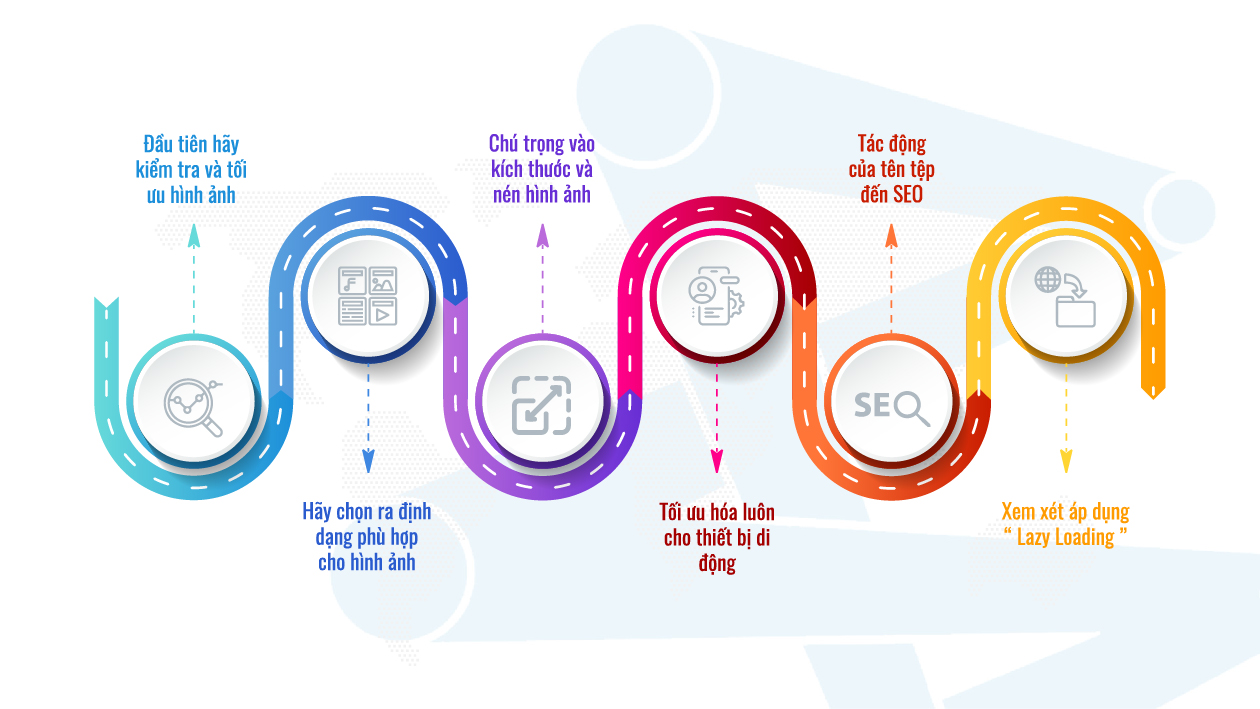 Đầu tiên hãy
kiểm tra và tối
ưu hình ảnh
Hãy chọn ra định
dạng phù hợp
cho hình ảnh
Chú trọng vào
kích thước và
nén hình ảnh
Tối ưu hóa luôn
cho thiết bị di
động
Tác động
của tên tệp
đến SEO
SEO
Xem xét áp dụng
“ Lazy Loading ”